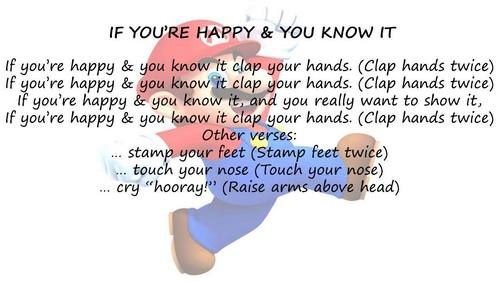 IF YOU'RE HAPPY & YOU KNOW IT
If you're happy & you know it clap your hands. (Clap hands twice)
If you're happy & you know it clap your hands. (Clap hands twice)
If you're happy & you know it, and you really want to show it,
If you're happy & you know it clap your hands. (Clap hands twice)
Other verses:
... stamp your feet (Stamp feet twice)
... touch your nose (Touch your nose)
... cry "hooray!" (Raise arms above head)